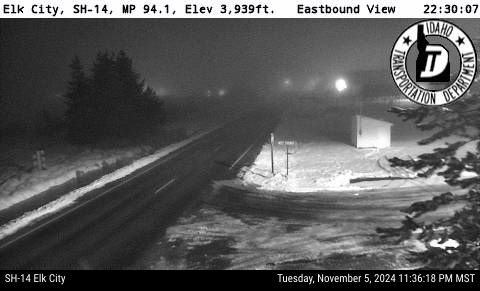 Elk City, SH-14, MP 94.1, Elev 3,939ft. Eastbound View 22:30:07
IDAHO
TRANSPORTATION DEPARTMENT
SH-14 Elk City Tuesday, November 5, 2024 11:36:18 PM MST